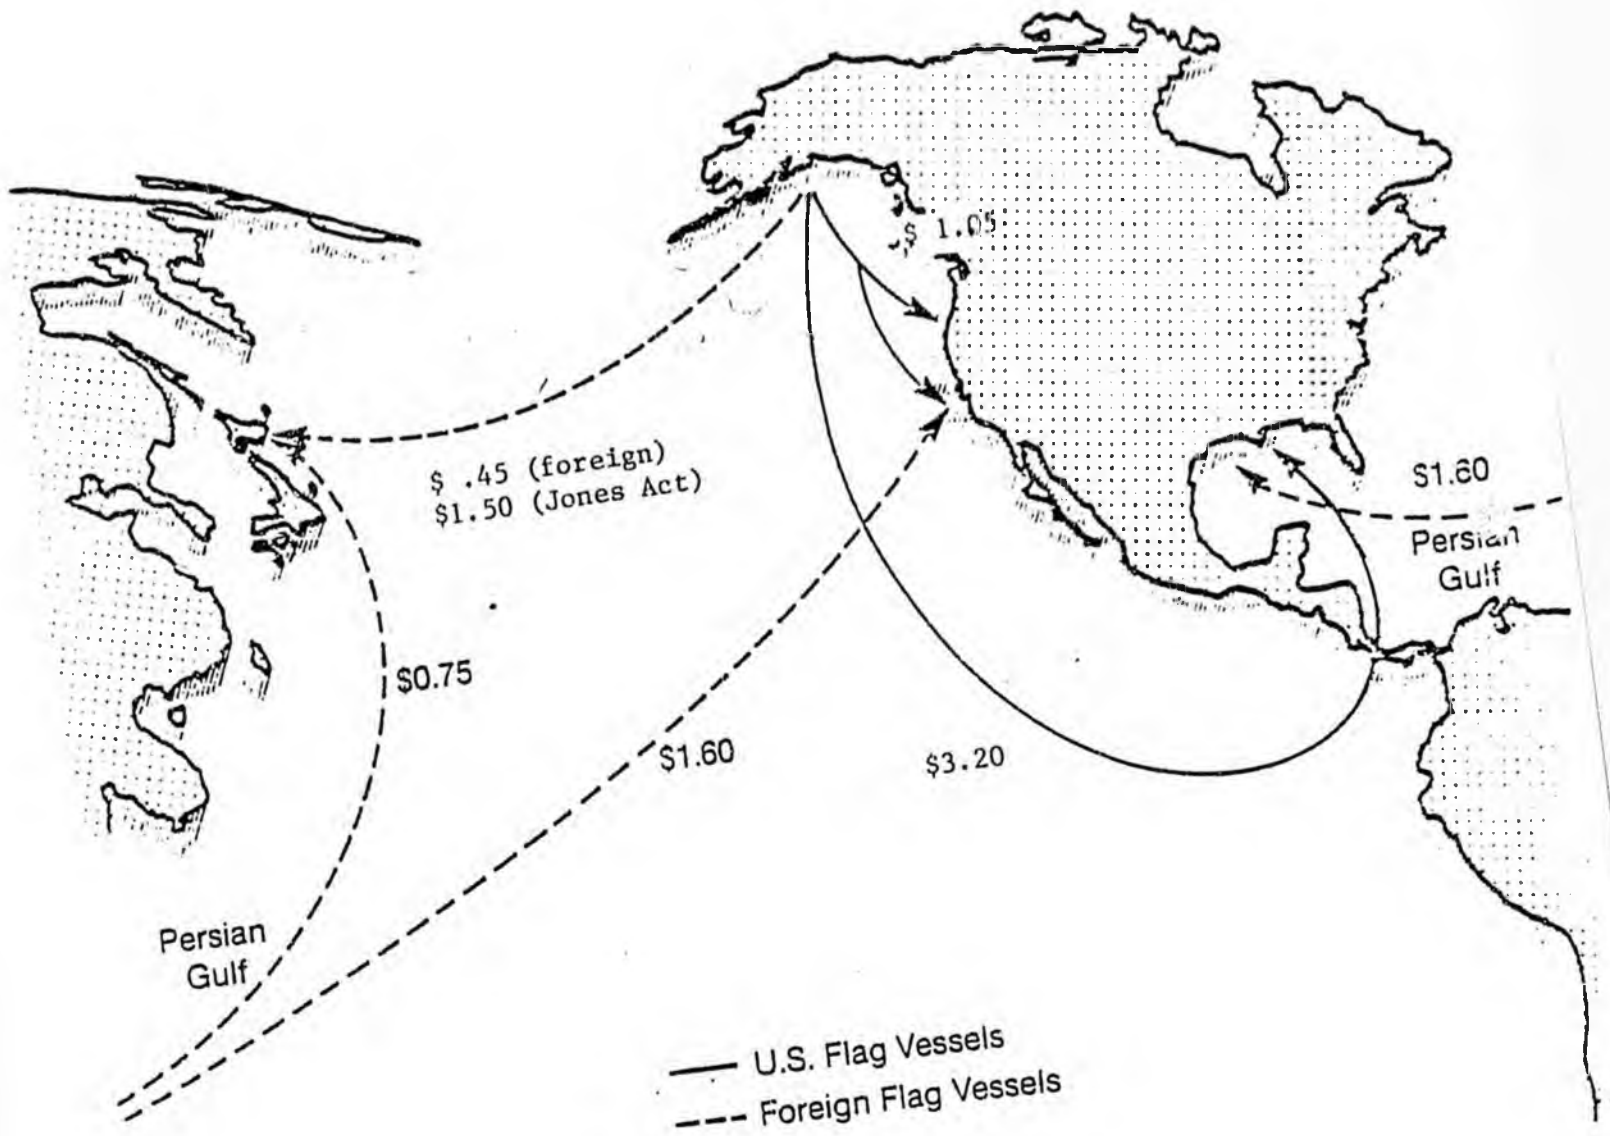 $ 1.05
$ .45 (foreign)
$1.50 (Jones Act)
$1.60
Persian
Gulf
$0.75
$1.60
$3.20
Persian
Gulf
U.S. Flag Vessels
Foreign Flag Vessels